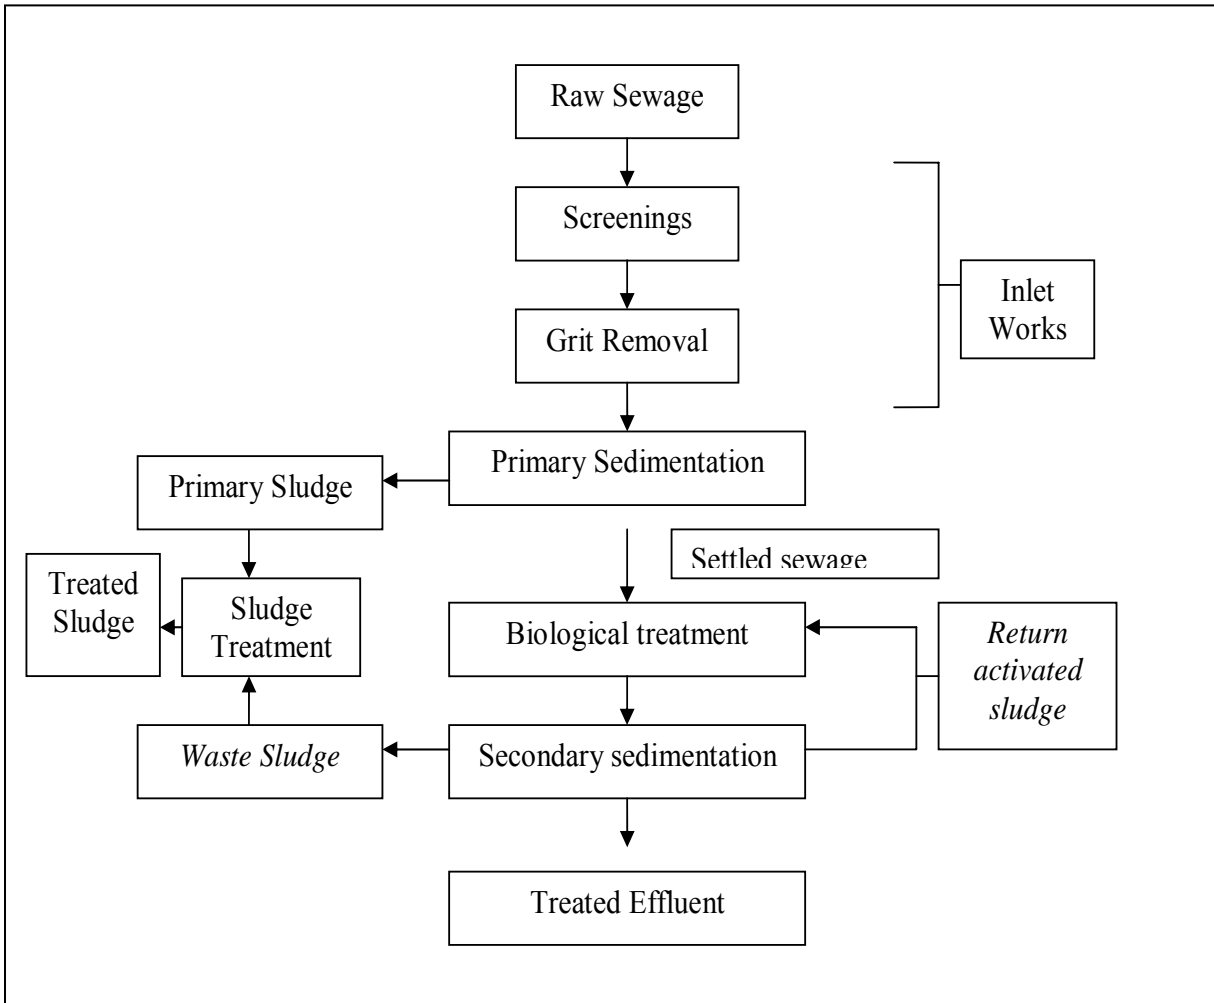 Raw Sewage
Screenings
Grit Removal
Inlet
Works
Primary Sedimentation
Primary Sludge
Settled sewage
Treated
Sludge
Sludge
Treatment
Biological treatment
Return
activated
sludge
Waste Sludge
Secondary sedimentation
Treated Effluent